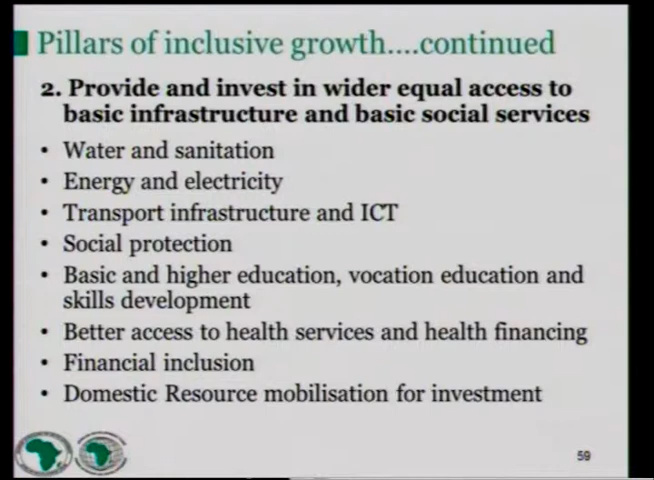 Pillars of inclusive growth....continued
2. Provide and invest in wider equal access to
basic infrastructure and basic social services
• Water and sanitation
• Energy and electricity
• Transport infrastructure and ICT
• Social protection
• Basic and higher education, vocation education and
skills development
• Better access to health services and health financing
• Financial inclusion
• Domestic Resource mobilisation for investment
59